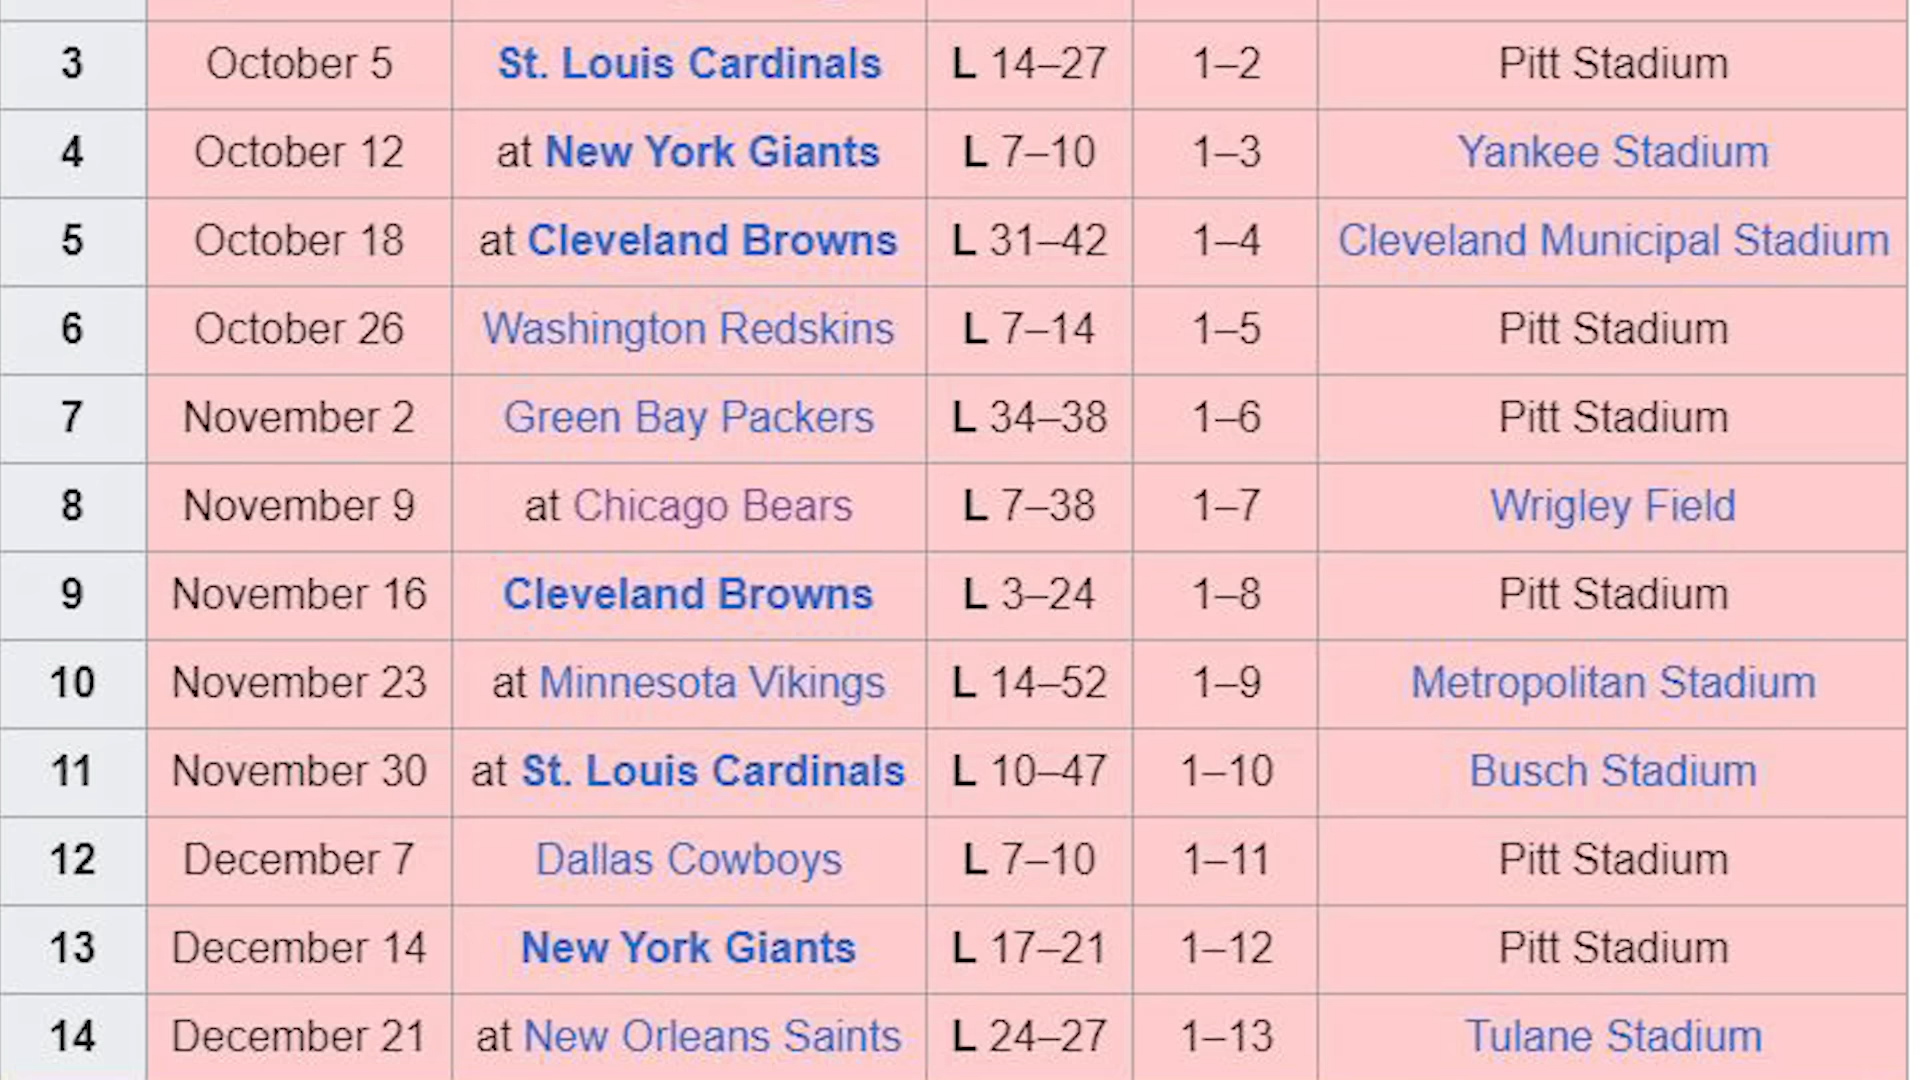 3 October 5 St. Louis Cardinals L 14–27 1–2 Pitt Stadium
4 October 12 at New York Giants L 7–10 1–3 Yankee Stadium
5 October 18 at Cleveland Browns L 31–42 1–4 Cleveland Municipal Stadium
6 October 26 Washington Redskins L 7–14 1–5 Pitt Stadium
7 November 2 Green Bay Packers L 34–38 1–6 Pitt Stadium
8 November 9 at Chicago Bears L 7–38 1–7 Wrigley Field
9 November 16 Cleveland Browns L 3–24 1–8 Pitt Stadium
10 November 23 at Minnesota Vikings L 14–52 1–9 Metropolitan Stadium
11 November 30 at St. Louis Cardinals L 10–47 1–10 Busch Stadium
12 December 7 Dallas Cowboys L 7–10 1–11 Pitt Stadium
13 December 14 New York Giants L 17–21 1–12 Pitt Stadium
14 December 21 at New Orleans Saints L 24–27 1–13 Tulane Stadium